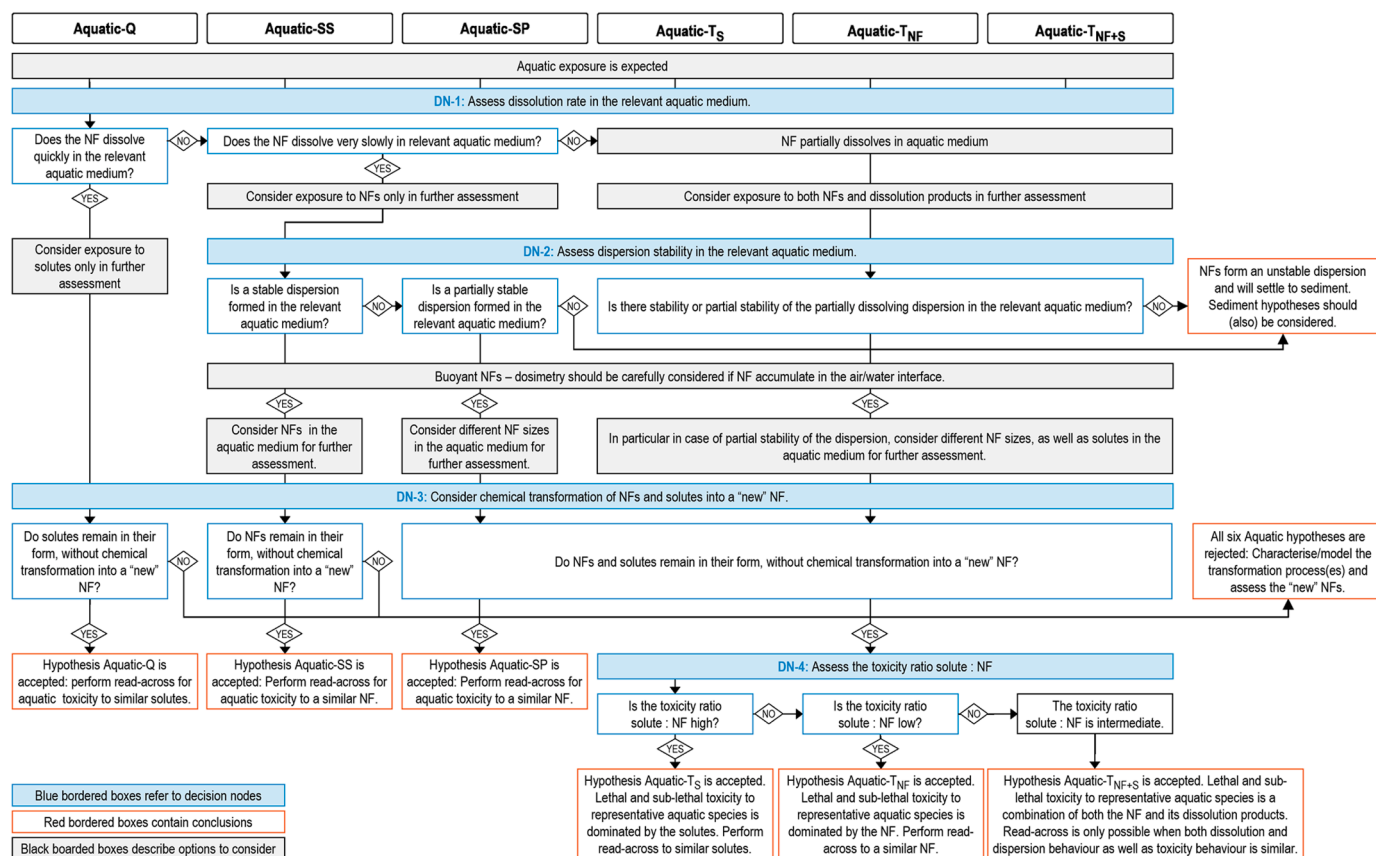 Aquatic-Q
Aquatic-SS
Aquatic-SP
Aquatic-TS
Aquatic-TNF
Aquatic-TNF+S
Aquatic exposure is expected
DN-1: Assess dissolution rate in the relevant aquatic medium.
Does the NF dissolve
quickly in the relevant
aquatic medium?
NO
Does the NF dissolve very slowly in relevant aquatic medium?
NO
NF partially dissolves in aquatic medium
YES
YES
Consider exposure to NFs only in further assessment
Consider exposure to both NFs and dissolution products in further assessment
Consider exposure to
solutes only in further
assessment
DN-2: Assess dispersion stability in the relevant aquatic medium.
Is a stable dispersion
formed in the relevant
aquatic medium?
NO
Is a partially stable
dispersion formed in the
relevant aquatic medium?
NO
Is there stability or partial stability of the partially dissolving dispersion in the relevant aquatic medium?
NO
NFs form an unstable dispersion
and will settle to sediment.
Sediment hypotheses should
(also) be considered.
Buoyant NFs – dosimetry should be carefully considered if NF accumulate in the air/water interface.
YES
YES
YES
Consider NFs in the
aquatic medium for further
assessment.
Consider different NF sizes
in the aquatic medium for
further assessment.
In particular in case of partial stability of the dispersion, consider different NF sizes, as well as solutes in the
aquatic medium for further assessment.
DN-3: Consider chemical transformation of NFs and solutes into a “new” NF.
Do solutes remain in their
form, without chemical
transformation into a “new”
NF?
NO
Do NFs remain in their
form, without chemical
transformation into a “new”
NF?
NO
Do NFs and solutes remain in their form, without chemical transformation into a “new” NF?
All six Aquatic hypotheses are
rejected: Characterise/model the
transformation process(es) and
assess the “new” NFs.
YES
YES
YES
YES
Hypothesis Aquatic-Q is
accepted: perform read-across for
aquatic toxicity to similar solutes.
Hypothesis Aquatic-SS is
accepted: Perform read-across for
aquatic toxicity to a similar NF.
Hypothesis Aquatic-SP is
accepted: Perform read-across for
aquatic toxicity to a similar NF.
DN-4: Assess the toxicity ratio solute : NF
Is the toxicity ratio
solute : NF high?
NO
Is the toxicity ratio
solute : NF low?
NO
The toxicity ratio
solute : NF is intermediate.
YES
YES
Hypothesis Aquatic-TS is accepted.
Lethal and sub-lethal toxicity to
representative aquatic species is
dominated by the solutes. Perform
read-across to similar solutes.
Hypothesis Aquatic-TNF is accepted.
Lethal and sub-lethal toxicity to
representative aquatic species is
dominated by the NF. Perform read-
across to a similar NF.
Hypothesis Aquatic-TNF+S is accepted. Lethal and sub-
lethal toxicity to representative aquatic species is a
combination of both the NF and its dissolution products.
Read-across is only possible when both dissolution and
dispersion behaviour as well as toxicity behaviour is similar.
Blue bordered boxes refer to decision nodes
Red bordered boxes contain conclusions
Black boarded boxes describe options to consider